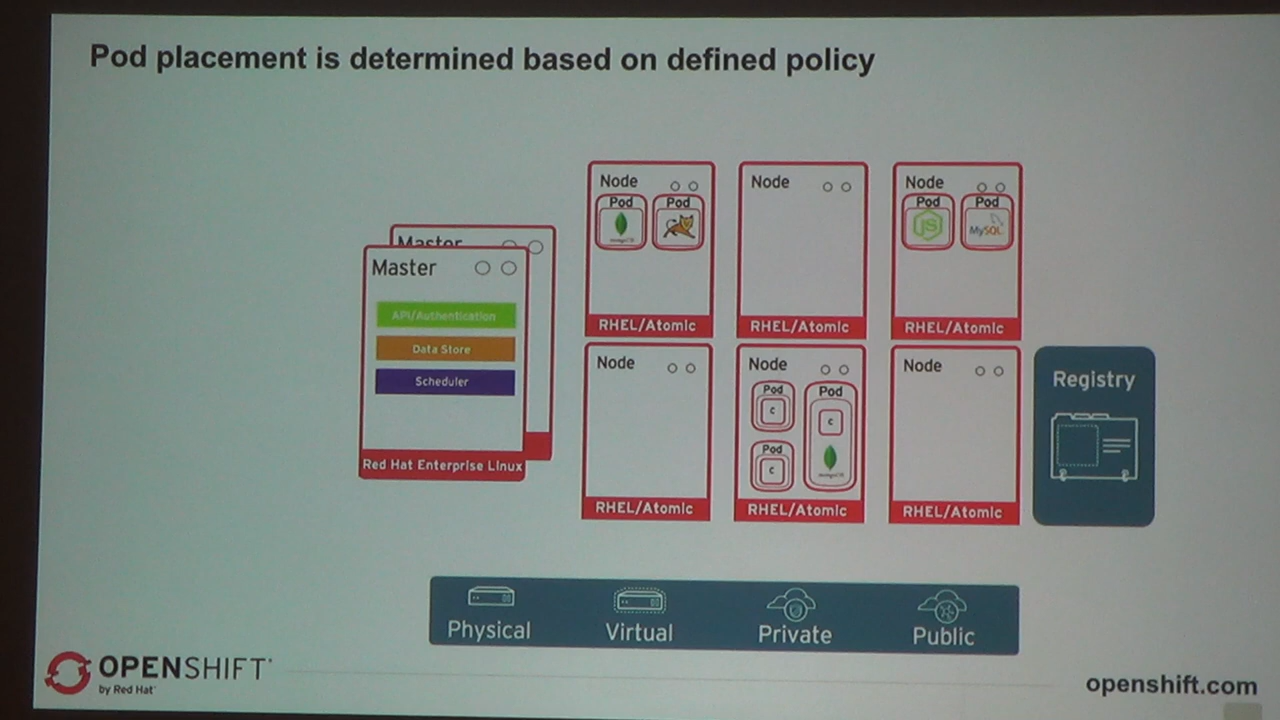 Pod placement is determined based on defined policy
Master
Master
API/Authentication
Data Store
Scheduler
Red Hat Enterprise Linux
Node
Pod
Pod
RHEL/Atomic
Node
RHEL/Atomic
Node
Pod
Pod
JS
MySQL
RHEL/Atomic
Node
RHEL/Atomic
Node
Pod
C
Pod
C
Pod
C
RHEL/Atomic
Node
RHEL/Atomic
Registry
Physical
Virtual
Private
Public
OPENSHIFT
by Red Hat
openshift.com